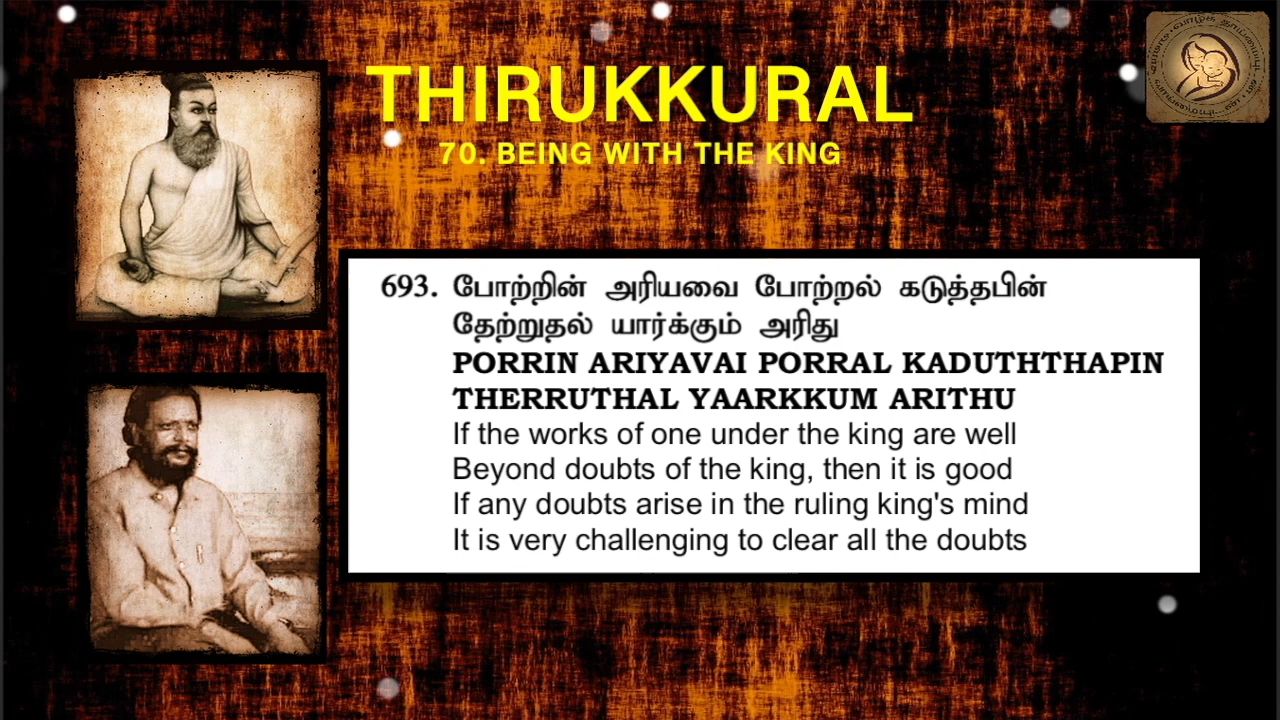 THIRUKKURAL
70. BEING WITH THE KING
693. போற்றின் அரியவை போற்றல் கடுத்தபின்
தேற்றுதல் யார்க்கும் அரிது
PORRIN ARIYAVAI PORRAL KADUTHTHAPIN
THERRUTHAL YAARKKUM ARITHU
If the works of one under the king are well
Beyond doubts of the king, then it is good
If any doubts arise in the ruling king's mind
It is very challenging to clear all the doubts